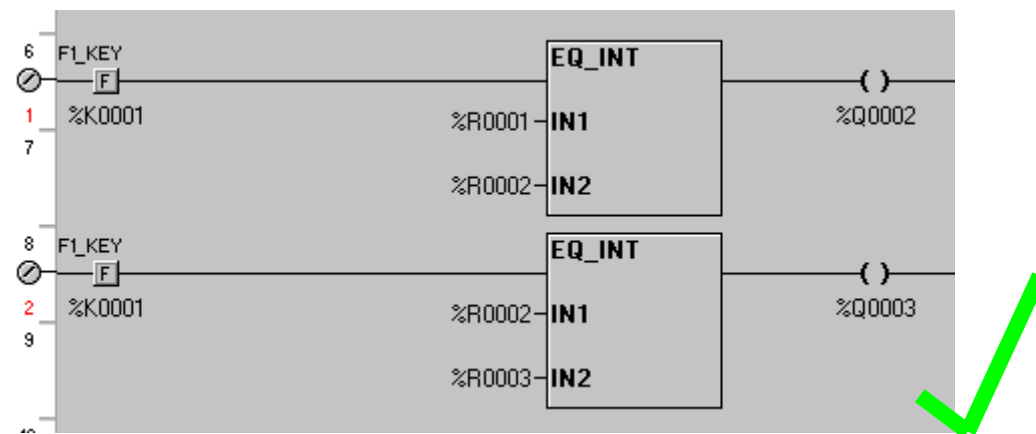 6 F1_KEY EQ_INT
F ( )
1 %K0001 %R0001 IN1 %Q0002
7
%R0002 IN2
8 F1_KEY EQ_INT
F ( )
2 %K0001 %R0002 IN1 %Q0003
9
%R0003 IN2